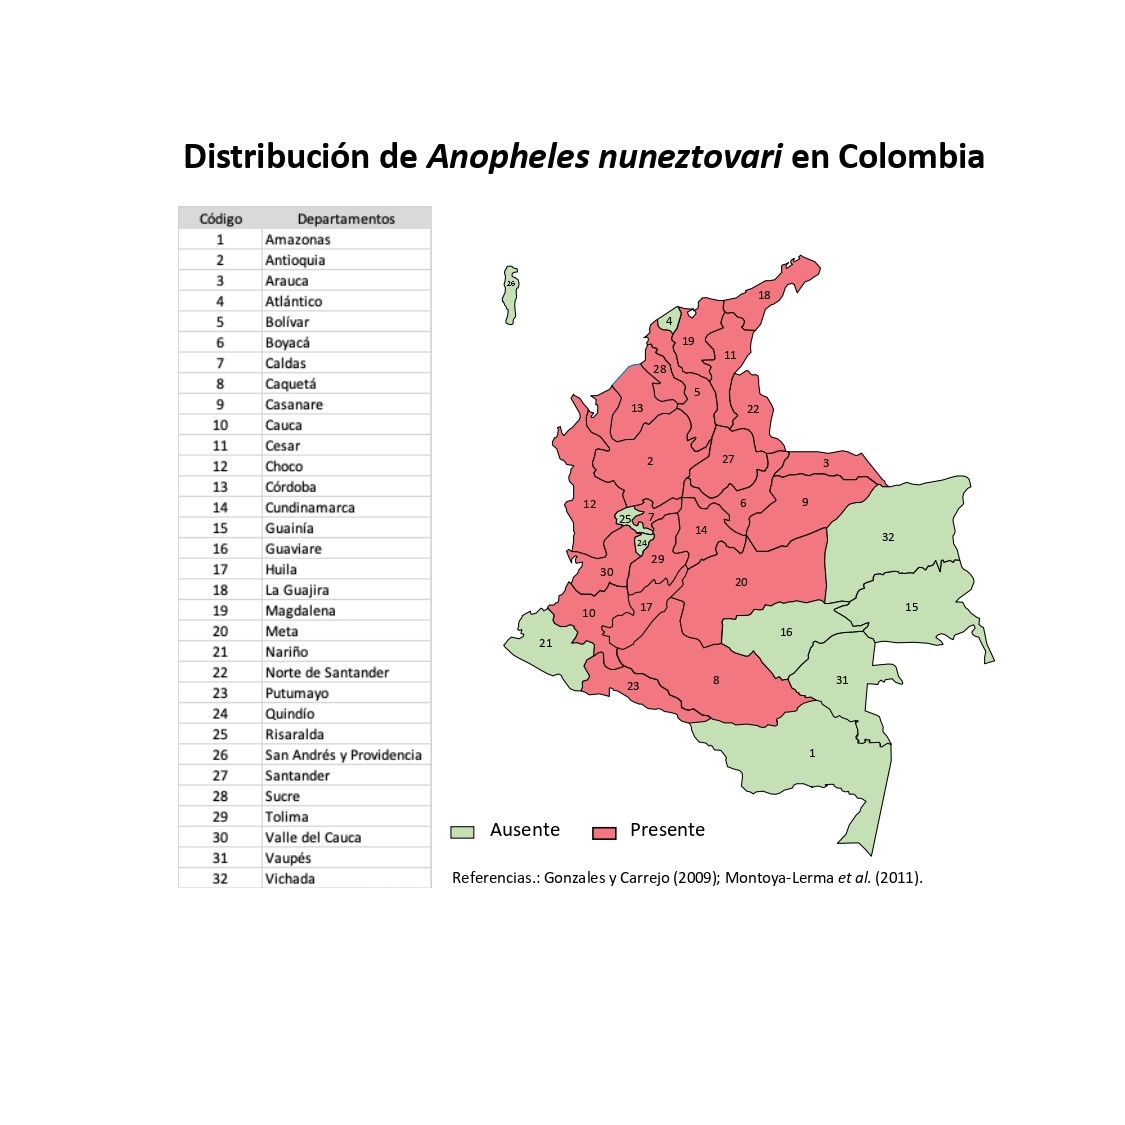 Distribución de Anopheles nuneztovari en Colombia
Código Departamentos
1 Amazonas
2 Antioquia
3 Arauca
4 Atlántico
5 Bolívar
6 Boyacá
7 Caldas
8 Caquetá
9 Casanare
10 Cauca
11 Cesar
12 Choco
13 Córdoba
14 Cundinamarca
15 Guainía
16 Guaviare
17 Huila
18 La Guajira
19 Magdalena
20 Meta
21 Nariño
22 Norte de Santander
23 Putumayo
24 Quindío
25 Risaralda
26 San Andrés y Providencia
27 Santander
28 Sucre
29 Tolima
30 Valle del Cauca
31 Vaupés
32 Vichada
26
18
4
19
11
28
5
13
22
2
27
3
12
25
7
6
9
14
24
32
29
30
20
10
17
15
21
16
23
8
31
1
Ausente Presente
Referencias.: Gonzales y Carrejo (2009); Montoya-Lerma et al. (2011).